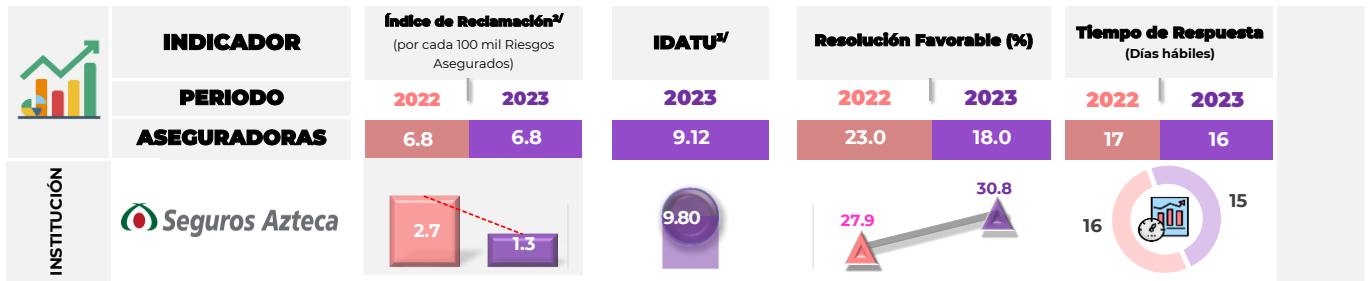 INDICADOR
Índice de Reclamación2/
(por cada 100 mil Riesgos
Asegurados)
IDATU3/
Resolución Favorable (%)
Tiempo de Respuesta
(Días hábiles)
PERIODO
2022 2023
2023
2022 2023
2022 2023
ASEGURADORAS
6.8 6.8
9.12
23.0 18.0
17 16
INSTITUCIÓN
Seguros Azteca
2.7 1.3
9.80
27.9 30.8
16 15